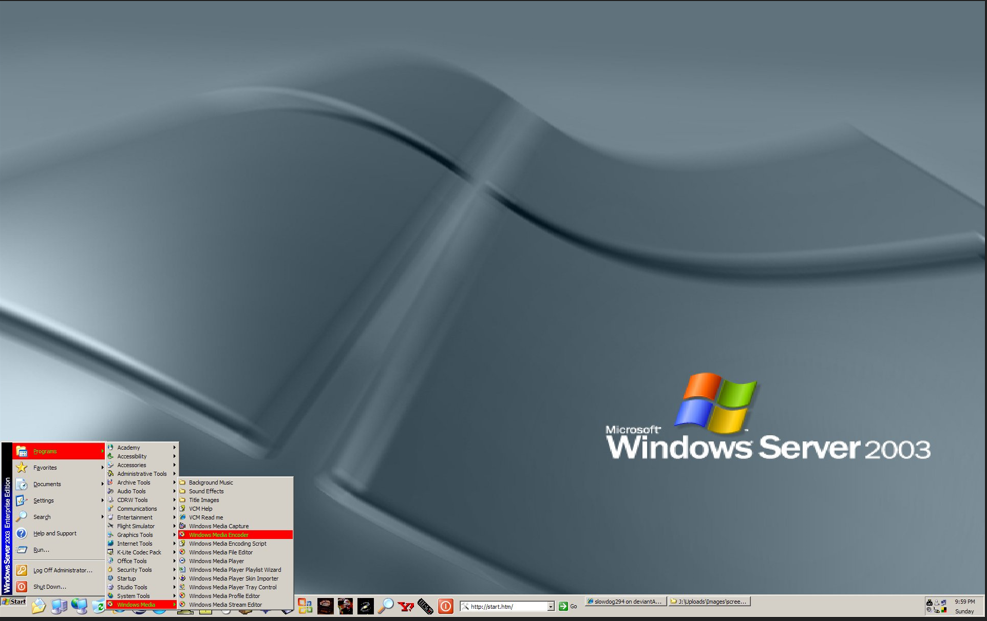 Microsoft
Windows Server 2003
Windows Server 2003 Enterprise Edition
Programs
Favorites
Documents
Settings
Search
Help and Support
Run...
Log Off Administrator...
Shut Down...
Academy
Accessibility
Accessories
Administrative Tools
Archive Tools
Audio Tools
CDRW Tools
Communications
Entertainment
Flight Simulator
Graphics Tools
Internet Tools
K-Lite Codec Pack
Office Tools
Security Tools
Startup
Studio Tools
System Tools
Windows Media
Background Music
Sound Effects
Title Images
VCM Help
VCM Read me
Windows Media Capture
Windows Media Encoder
Windows Media Encoding Script
Windows Media File Editor
Windows Media Player
Windows Media Player Playlist Wizard
Windows Media Player Skin Importer
Windows Media Player Tray Control
Windows Media Profile Editor
Windows Media Stream Editor
Start
http://start.htm/
Go
slowdog294 on deviantA...
J:\Uploads\Images\scree...
9:59 PM
Sunday